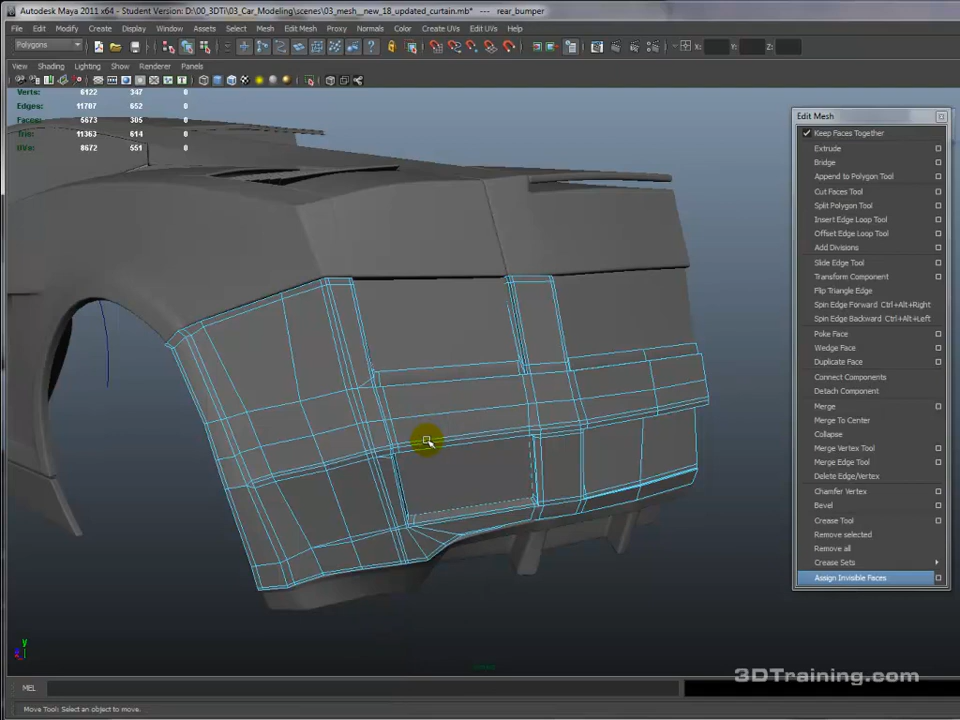 Autodesk Maya 2011 x64 - Student Version: D:\00_3DTi\03_Car_Modeling\scenes\03_mesh__new_18_updated_curtain.mb* --- rear_bumper
File Edit Modify Create Display Window Assets Select Mesh Edit Mesh Proxy Normals Color Create UVs Edit UVs Help
Polygons X: Y: Z:
View Shading Lighting Show Renderer Panels
Verts: 6122 347 0
Edges: 11707 652 0
Faces: 5673 305 0
Tris: 11363 614 0
UVs: 8672 551 0
Edit Mesh
Keep Faces Together
Extrude
Bridge
Append to Polygon Tool
Cut Faces Tool
Split Polygon Tool
Insert Edge Loop Tool
Offset Edge Loop Tool
Add Divisions
Slide Edge Tool
Transform Component
Flip Triangle Edge
Spin Edge Forward Ctrl+Alt+Right
Spin Edge Backward Ctrl+Alt+Left
Poke Face
Wedge Face
Duplicate Face
Connect Components
Detach Component
Merge
Merge To Center
Collapse
Merge Vertex Tool
Merge Edge Tool
Delete Edge/Vertex
Chamfer Vertex
Bevel
Crease Tool
Remove selected
Remove all
Crease Sets
Assign Invisible Faces
y
z
3DTraining.com
MEL
Move Tool: Select an object to move.